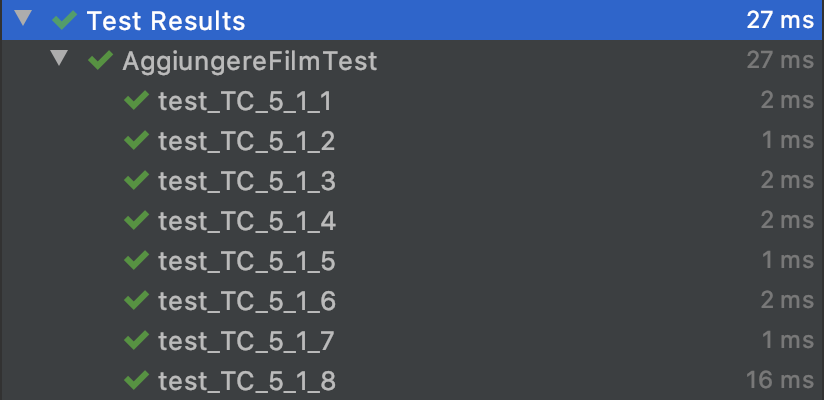 Test Results 27 ms
AggiungereFilmTest 27 ms
test_TC_5_1_1 2 ms
test_TC_5_1_2 1 ms
test_TC_5_1_3 2 ms
test_TC_5_1_4 2 ms
test_TC_5_1_5 1 ms
test_TC_5_1_6 2 ms
test_TC_5_1_7 1 ms
test_TC_5_1_8 16 ms